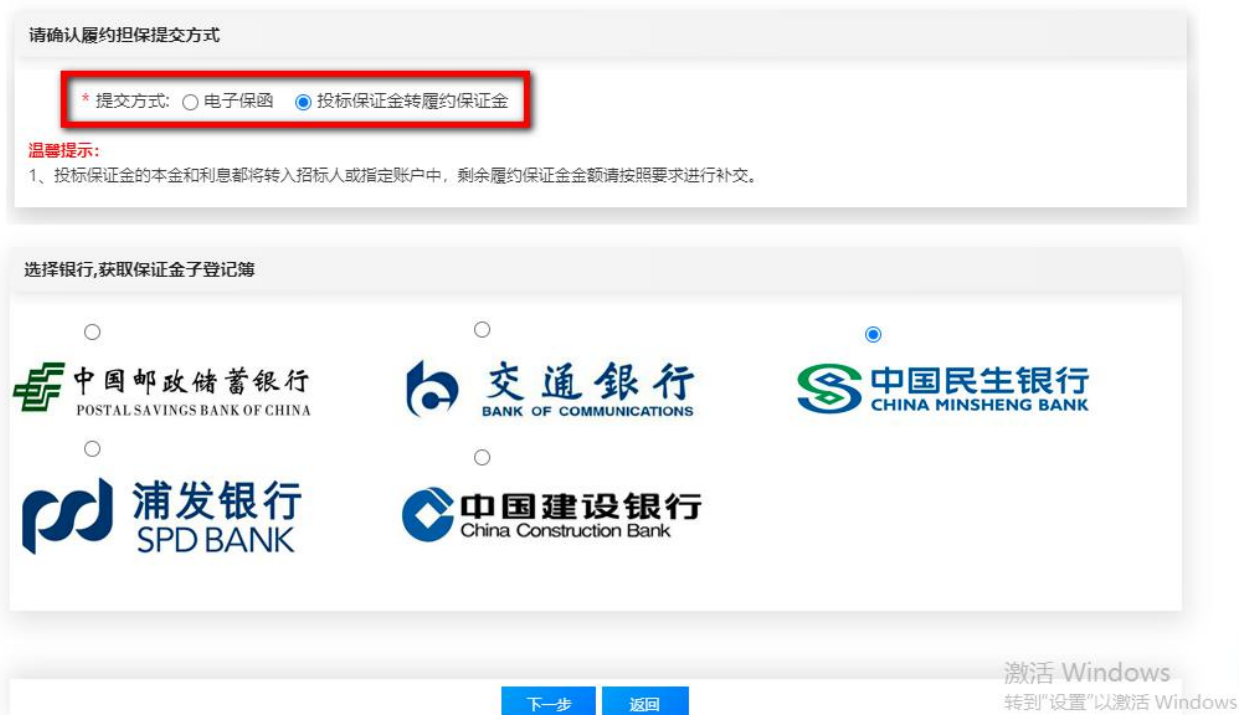 请确认履约担保提交方式
* 提交方式: 电子保函 投标保证金转履约保证金
温馨提示:
1、投标保证金的本金和利息都将转入招标人或指定账户中，剩余履约保证金金额请按照要求进行补交。
选择银行,获取保证金子登记簿
中国邮政储蓄银行
POSTAL SAVINGS BANK OF CHINA
交通銀行
BANK OF COMMUNICATIONS
中国民生银行
CHINA MINSHENG BANK
浦发银行
SPD BANK
中国建设银行
China Construction Bank
激活 Windows
转到"设置"以激活 Windows
下一步 返回